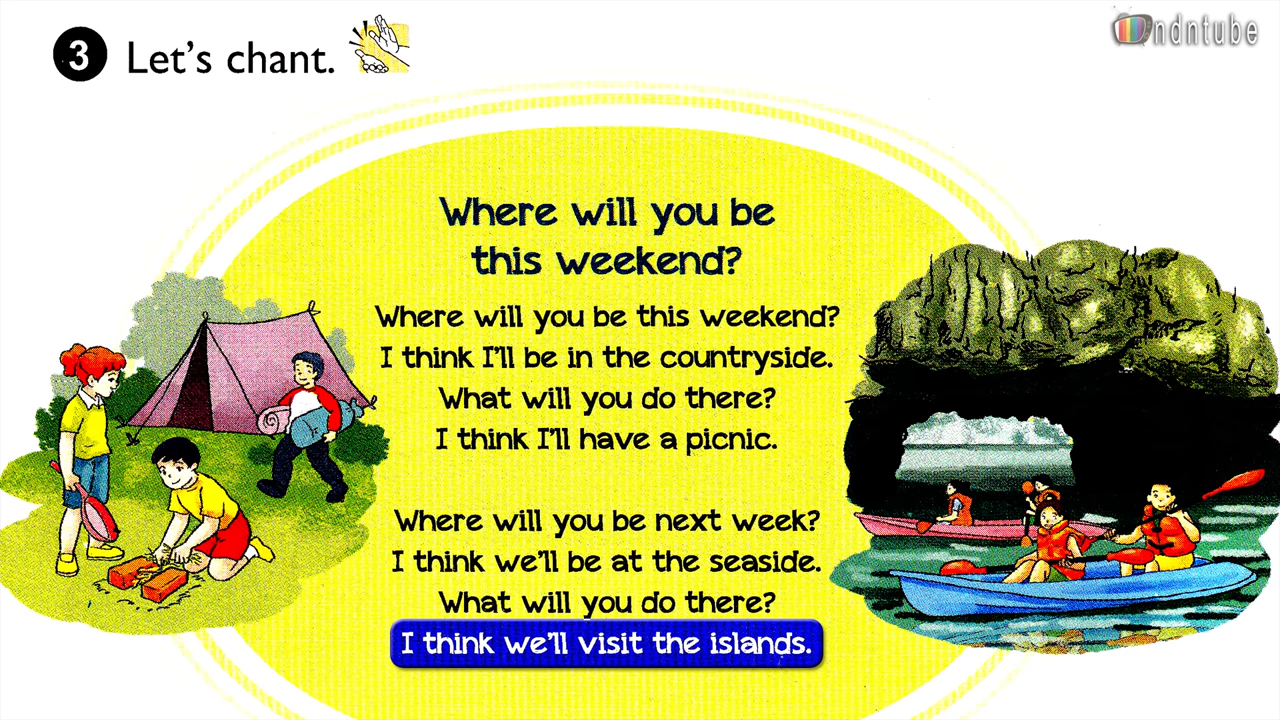 3 Let's chant.
ndntube
Where will you be
this weekend?
Where will you be this weekend?
I think I'll be in the countryside.
What will you do there?
I think I'll have a picnic.
Where will you be next week?
I think we'll be at the seaside.
What will you do there?
I think we'll visit the islands.